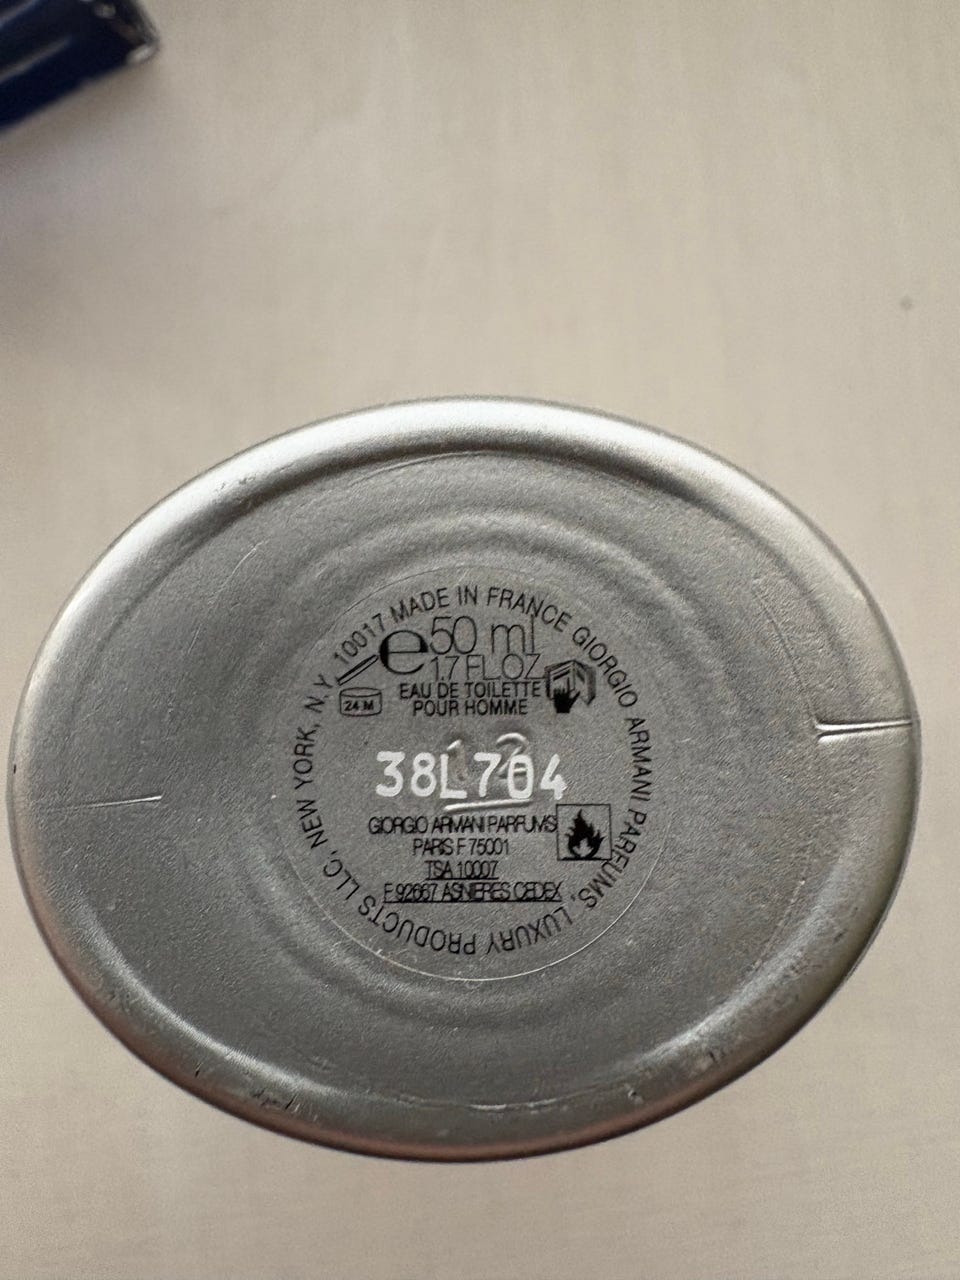 GIORGIO ARMANI PARFUMS, LUXURY PRODUCTS LLC, NEW YORK, N.Y. 10017 MADE IN FRANCE
e 50 ml
1.7 FL.OZ
24 M
EAU DE TOILETTE
POUR HOMME
38L704
GIORGIO ARMANI PARFUMS
PARIS F 75001
TSA 10007
F 92667 ASNIERES CEDEX